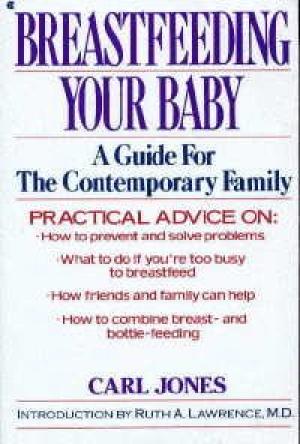 BREASTFEEDING
YOUR BABY
A Guide For
The Contemporary Family
PRACTICAL ADVICE ON:
·How to prevent and solve problems
·What to do if you're too busy
to breastfeed
·How friends and family can help
·How to combine breast- and
bottle-feeding
CARL JONES
INTRODUCTION BY RUTH A. LAWRENCE, M.D.